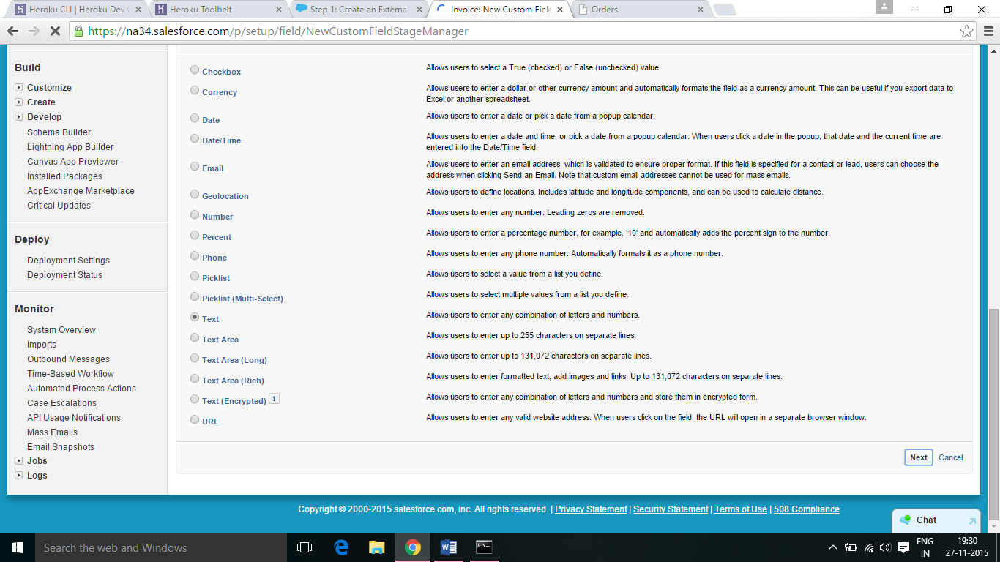 Heroku CLI | Heroku Dev C
Heroku Toolbelt
Step 1: Create an External
Invoice: New Custom Field
Orders
https://na34.salesforce.com/p/setup/field/NewCustomFieldStageManager
Build
Customize
Create
Develop
Schema Builder
Lightning App Builder
Canvas App Previewer
Installed Packages
AppExchange Marketplace
Critical Updates
Deploy
Deployment Settings
Deployment Status
Monitor
System Overview
Imports
Outbound Messages
Time-Based Workflow
Automated Process Actions
Case Escalations
API Usage Notifications
Mass Emails
Email Snapshots
Jobs
Logs
Checkbox Allows users to select a True (checked) or False (unchecked) value.
Currency Allows users to enter a dollar or other currency amount and automatically formats the field as a currency amount. This can be useful if you export data to
Excel or another spreadsheet.
Date Allows users to enter a date or pick a date from a popup calendar.
Date/Time Allows users to enter a date and time, or pick a date from a popup calendar. When users click a date in the popup, that date and the current time are
entered into the Date/Time field.
Email Allows users to enter an email address, which is validated to ensure proper format. If this field is specified for a contact or lead, users can choose the
address when clicking Send an Email. Note that custom email addresses cannot be used for mass emails.
Geolocation Allows users to define locations. Includes latitude and longitude components, and can be used to calculate distance.
Number Allows users to enter any number. Leading zeros are removed.
Percent Allows users to enter a percentage number, for example, '10' and automatically adds the percent sign to the number.
Phone Allows users to enter any phone number. Automatically formats it as a phone number.
Picklist Allows users to select a value from a list you define.
Picklist (Multi-Select) Allows users to select multiple values from a list you define.
Text Allows users to enter any combination of letters and numbers.
Text Area Allows users to enter up to 255 characters on separate lines.
Text Area (Long) Allows users to enter up to 131,072 characters on separate lines.
Text Area (Rich) Allows users to enter formatted text, add images and links. Up to 131,072 characters on separate lines.
Text (Encrypted) i Allows users to enter any combination of letters and numbers and store them in encrypted form.
URL Allows users to enter any valid website address. When users click on the field, the URL will open in a separate browser window.
Next Cancel
Copyright © 2000-2015 salesforce.com, inc. All rights reserved. | Privacy Statement | Security Statement | Terms of Use | 508 Compliance
Chat
Search the web and Windows
ENG
IN
19:30
27-11-2015